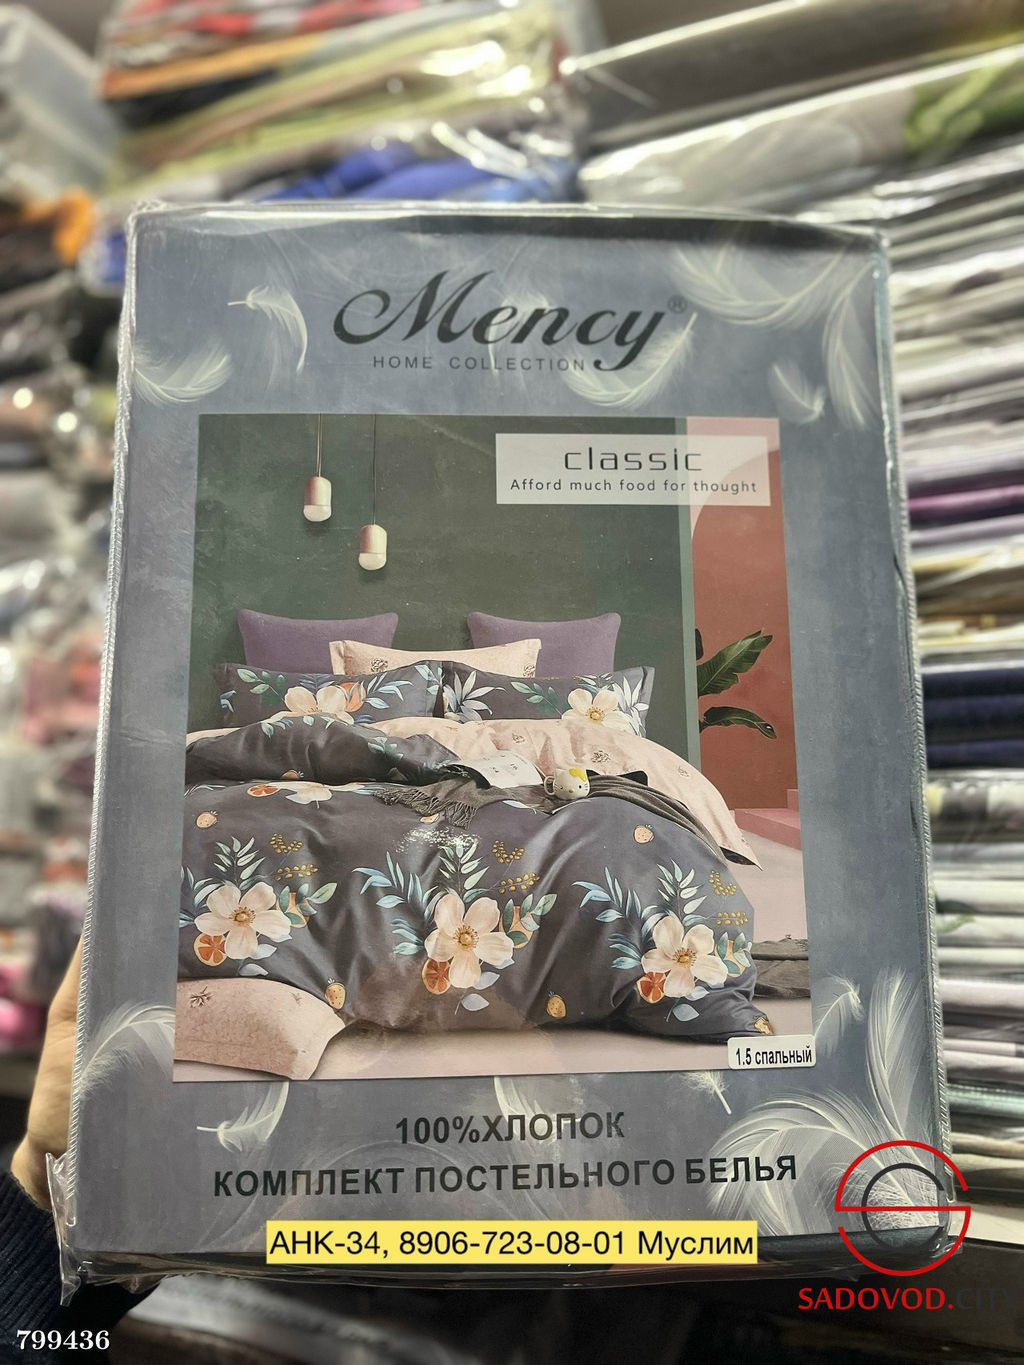 Mency®
HOME COLLECTION
classic
Afford much food for thought
1.5 спальный
100%ХЛОПОК
КОМПЛЕКТ ПОСТЕЛЬНОГО БЕЛЬЯ
АНК-34, 8906-723-08-01 Муслим
SADOVOD.CITY
799436